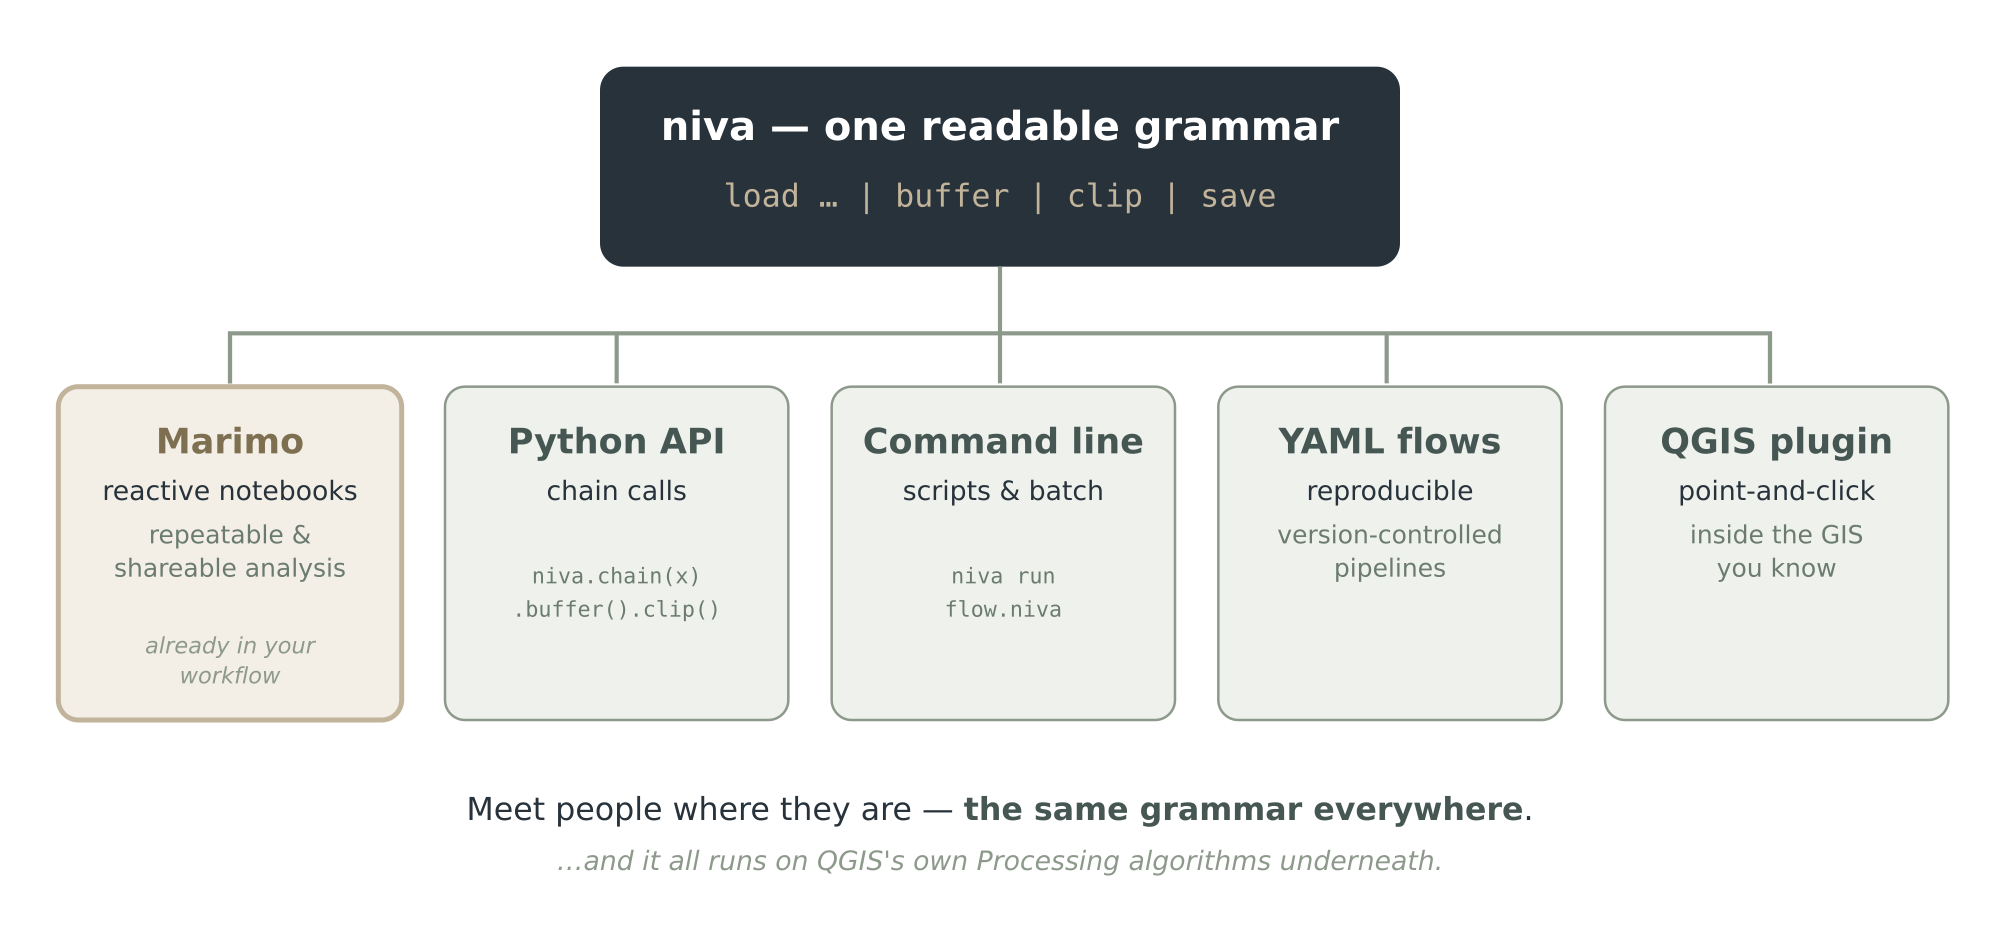 niva — one readable grammar
load … | buffer | clip | save
Marimo
reactive notebooks
repeatable &
shareable analysis
already in your
workflow
Python API
chain calls
niva.chain(x)
.buffer().clip()
Command line
scripts & batch
niva run
flow.niva
YAML flows
reproducible
version-controlled
pipelines
QGIS plugin
point-and-click
inside the GIS
you know
Meet people where they are — the same grammar everywhere.
…and it all runs on QGIS's own Processing algorithms underneath.